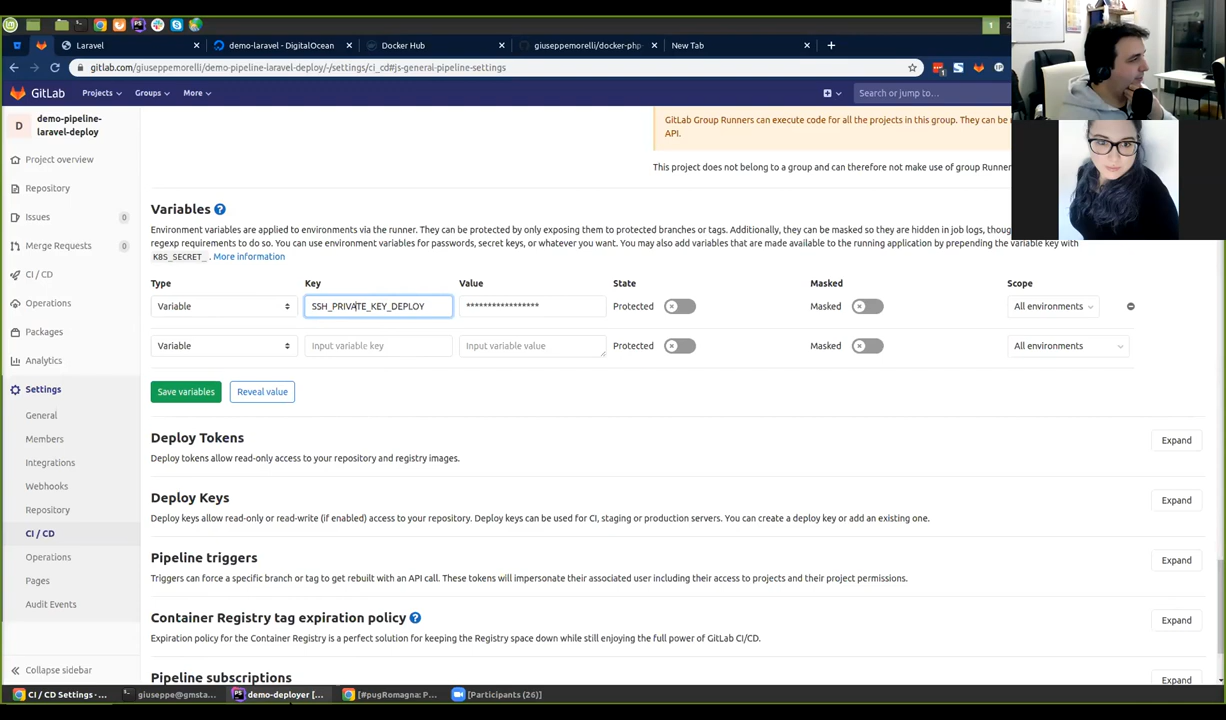 1
Laravel
demo-laravel - DigitalOcean
Docker Hub
giuseppemorelli/docker-php
New Tab
gitlab.com/giuseppemorelli/demo-pipeline-laravel-deploy/-/settings/ci_cd#js-general-pipeline-settings
GitLab
Projects
Groups
More
Search or jump to…
D
demo-pipeline-
laravel-deploy
Project overview
Repository
Issues
0
Merge Requests
0
CI / CD
Operations
Packages
Analytics
Settings
General
Members
Integrations
Webhooks
Repository
CI / CD
Operations
Pages
Audit Events
Collapse sidebar
GitLab Group Runners can execute code for all the projects in this group. They can be
API.
This project does not belong to a group and can therefore not make use of group Runner
Variables
Environment variables are applied to environments via the runner. They can be protected by only exposing them to protected branches or tags. Additionally, they can be masked so they are hidden in job logs, though
regexp requirements to do so. You can use environment variables for passwords, secret keys, or whatever you want. You may also add variables that are made available to the running application by prepending the variable key with
K8S_SECRET_. More information
Type Key Value State Masked Scope
Variable SSH_PRIVATE_KEY_DEPLOY ***************** Protected Masked All environments
Variable Input variable key Input variable value Protected Masked All environments
Save variables
Reveal value
Deploy Tokens
Expand
Deploy tokens allow read-only access to your repository and registry images.
Deploy Keys
Expand
Deploy keys allow read-only or read-write (if enabled) access to your repository. Deploy keys can be used for CI, staging or production servers. You can create a deploy key or add an existing one.
Pipeline triggers
Expand
Triggers can force a specific branch or tag to get rebuilt with an API call. These tokens will impersonate their associated user including their access to projects and their project permissions.
Container Registry tag expiration policy
Expand
Expiration policy for the Container Registry is a perfect solution for keeping the Registry space down while still enjoying the full power of GitLab CI/CD.
Pipeline subscriptions
Expand
CI / CD Settings ·…
giuseppe@gmsta…
demo-deployer [...
[#pugRomagna: P...
[Participants (26)]